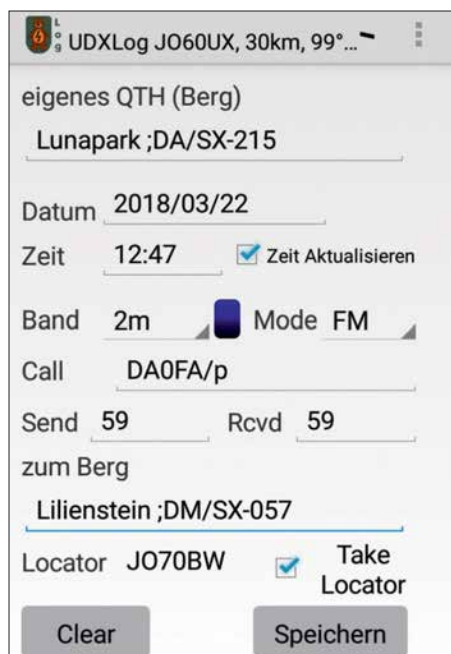 Log
UDXLog JO60UX, 30km, 99°...
eigenes QTH (Berg)
Lunapark ;DA/SX-215
Datum 2018/03/22
Zeit 12:47 Zeit Aktualisieren
Band 2m Mode FM
Call DA0FA/p
Send 59 Rcvd 59
zum Berg
Lilienstein ;DM/SX-057
Locator JO70BW Take
Locator
Clear Speichern